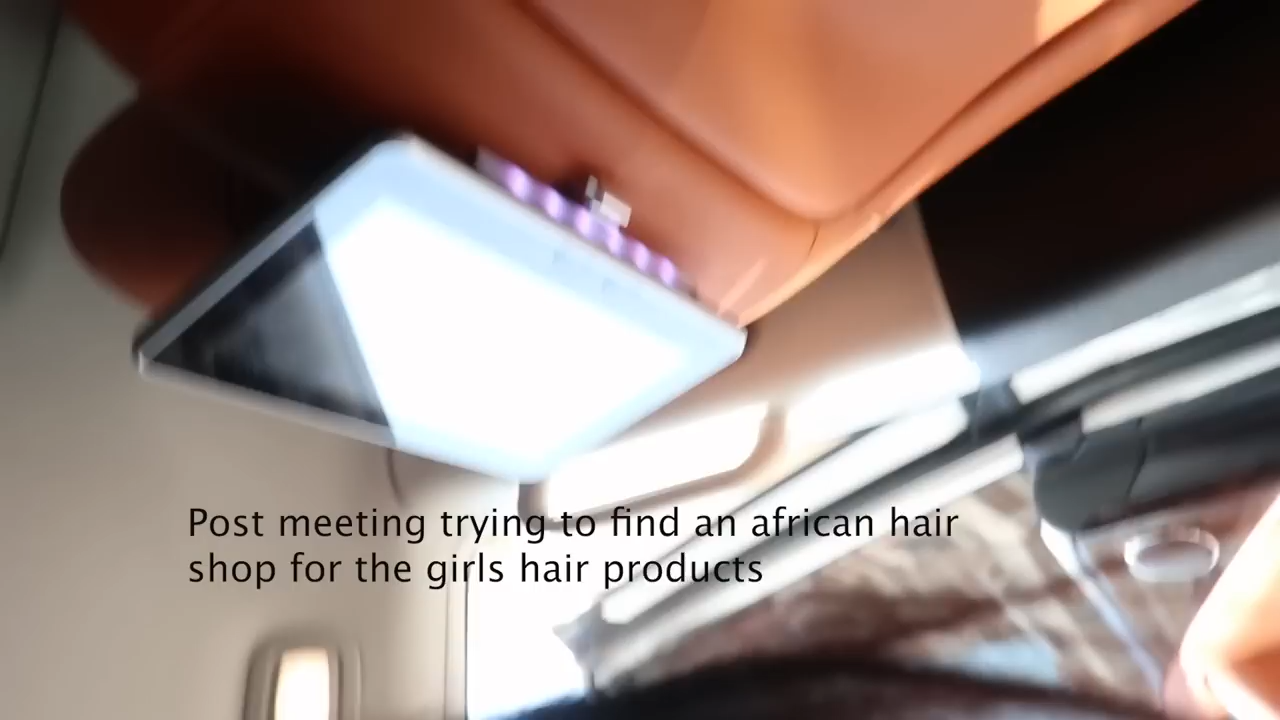 Post meeting trying to find an african hair
shop for the girls hair products